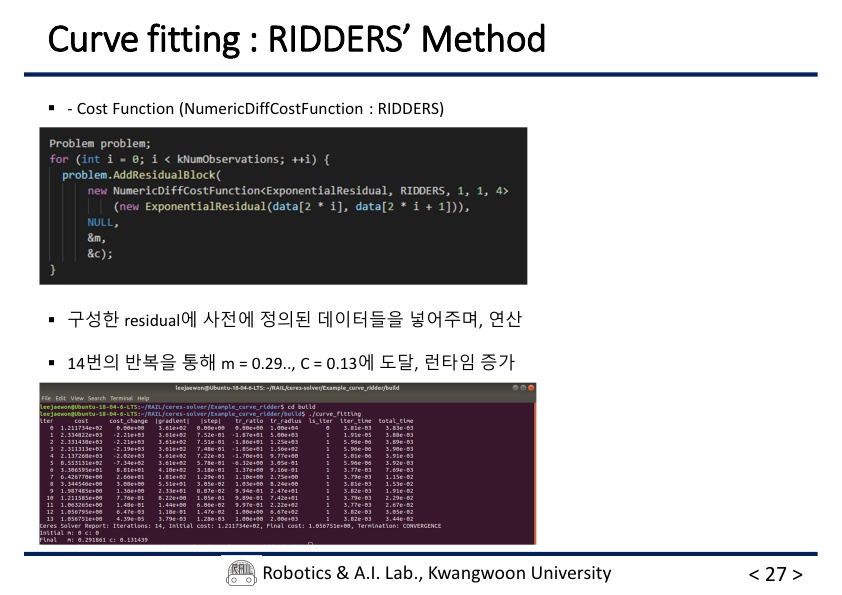 Curve fitting : RIDDERS’ Method
▪ - Cost Function (NumericDiffCostFunction : RIDDERS)
Problem problem;
for (int i = 0; i < kNumObservations; ++i) {
problem.AddResidualBlock(
new NumericDiffCostFunction<ExponentialResidual, RIDDERS, 1, 1, 4>
(new ExponentialResidual(data[2 * i], data[2 * i + 1])),
NULL,
&m,
&c);
}
▪ 구성한 residual에 사전에 정의된 데이터들을 넣어주며, 연산
▪ 14번의 반복을 통해 m = 0.29.., C = 0.13에 도달, 런타임 증가
leejaewon@Ubuntu-18-04-6-LTS: ~/RAIL/ceres-solver/Example_curve_ridder/build
File Edit View Search Terminal Help
leejaewon@Ubuntu-18-04-6-LTS:~/RAIL/ceres-solver/Example_curve_ridder$ cd build
leejaewon@Ubuntu-18-04-6-LTS:~/RAIL/ceres-solver/Example_curve_ridder/build$ ./curve_fitting
iter cost cost_change |gradient| |step| tr_ratio tr_radius ls_iter iter_time total_time
0 1.211734e+02 0.00e+00 3.61e+02 0.00e+00 0.00e+00 1.00e+04 0 3.81e-03 3.83e-03
1 2.334822e+03 -2.21e+03 3.61e+02 7.52e-01 -1.87e+01 5.00e+03 1 1.91e-05 3.88e-03
2 2.331438e+03 -2.21e+03 3.61e+02 7.51e-01 -1.86e+01 1.25e+03 1 5.96e-06 3.89e-03
3 2.311313e+03 -2.19e+03 3.61e+02 7.48e-01 -1.85e+01 1.56e+02 1 5.96e-06 3.90e-03
4 2.137268e+03 -2.02e+03 3.61e+02 7.22e-01 -1.70e+01 9.77e+00 1 5.01e-06 3.91e-03
5 8.553131e+02 -7.34e+02 3.61e+02 5.78e-01 -6.32e+00 3.05e-01 1 5.96e-06 3.92e-03
6 3.306595e+01 8.81e+01 4.10e+02 3.18e-01 1.37e+00 9.16e-01 1 3.77e-03 7.69e-03
7 6.426770e+00 2.66e+01 1.81e+02 1.29e-01 1.10e+00 2.75e+00 1 3.79e-03 1.15e-02
8 3.344546e+00 3.08e+00 5.51e+01 3.05e-02 1.03e+00 8.24e+00 1 3.81e-03 1.53e-02
9 1.987485e+00 1.36e+00 2.33e+01 8.87e-02 9.94e-01 2.47e+01 1 3.82e-03 1.91e-02
10 1.211585e+00 7.76e-01 8.22e+00 1.05e-01 9.89e-01 7.42e+01 1 3.79e-03 2.29e-02
11 1.063265e+00 1.48e-01 1.44e+00 6.06e-02 9.97e-01 2.22e+02 1 3.77e-03 2.67e-02
12 1.056795e+00 6.47e-03 1.18e-01 1.47e-02 1.00e+00 6.67e+02 1 3.82e-03 3.05e-02
13 1.056751e+00 4.39e-05 3.79e-03 1.28e-03 1.00e+00 2.00e+03 1 3.82e-03 3.44e-02
Ceres Solver Report: Iterations: 14, Initial cost: 1.211734e+02, Final cost: 1.056751e+00, Termination: CONVERGENCE
Initial m: 0 c: 0
Final m: 0.291861 c: 0.131439
RAIL Robotics & A.I. Lab., Kwangwoon University
< 27 >